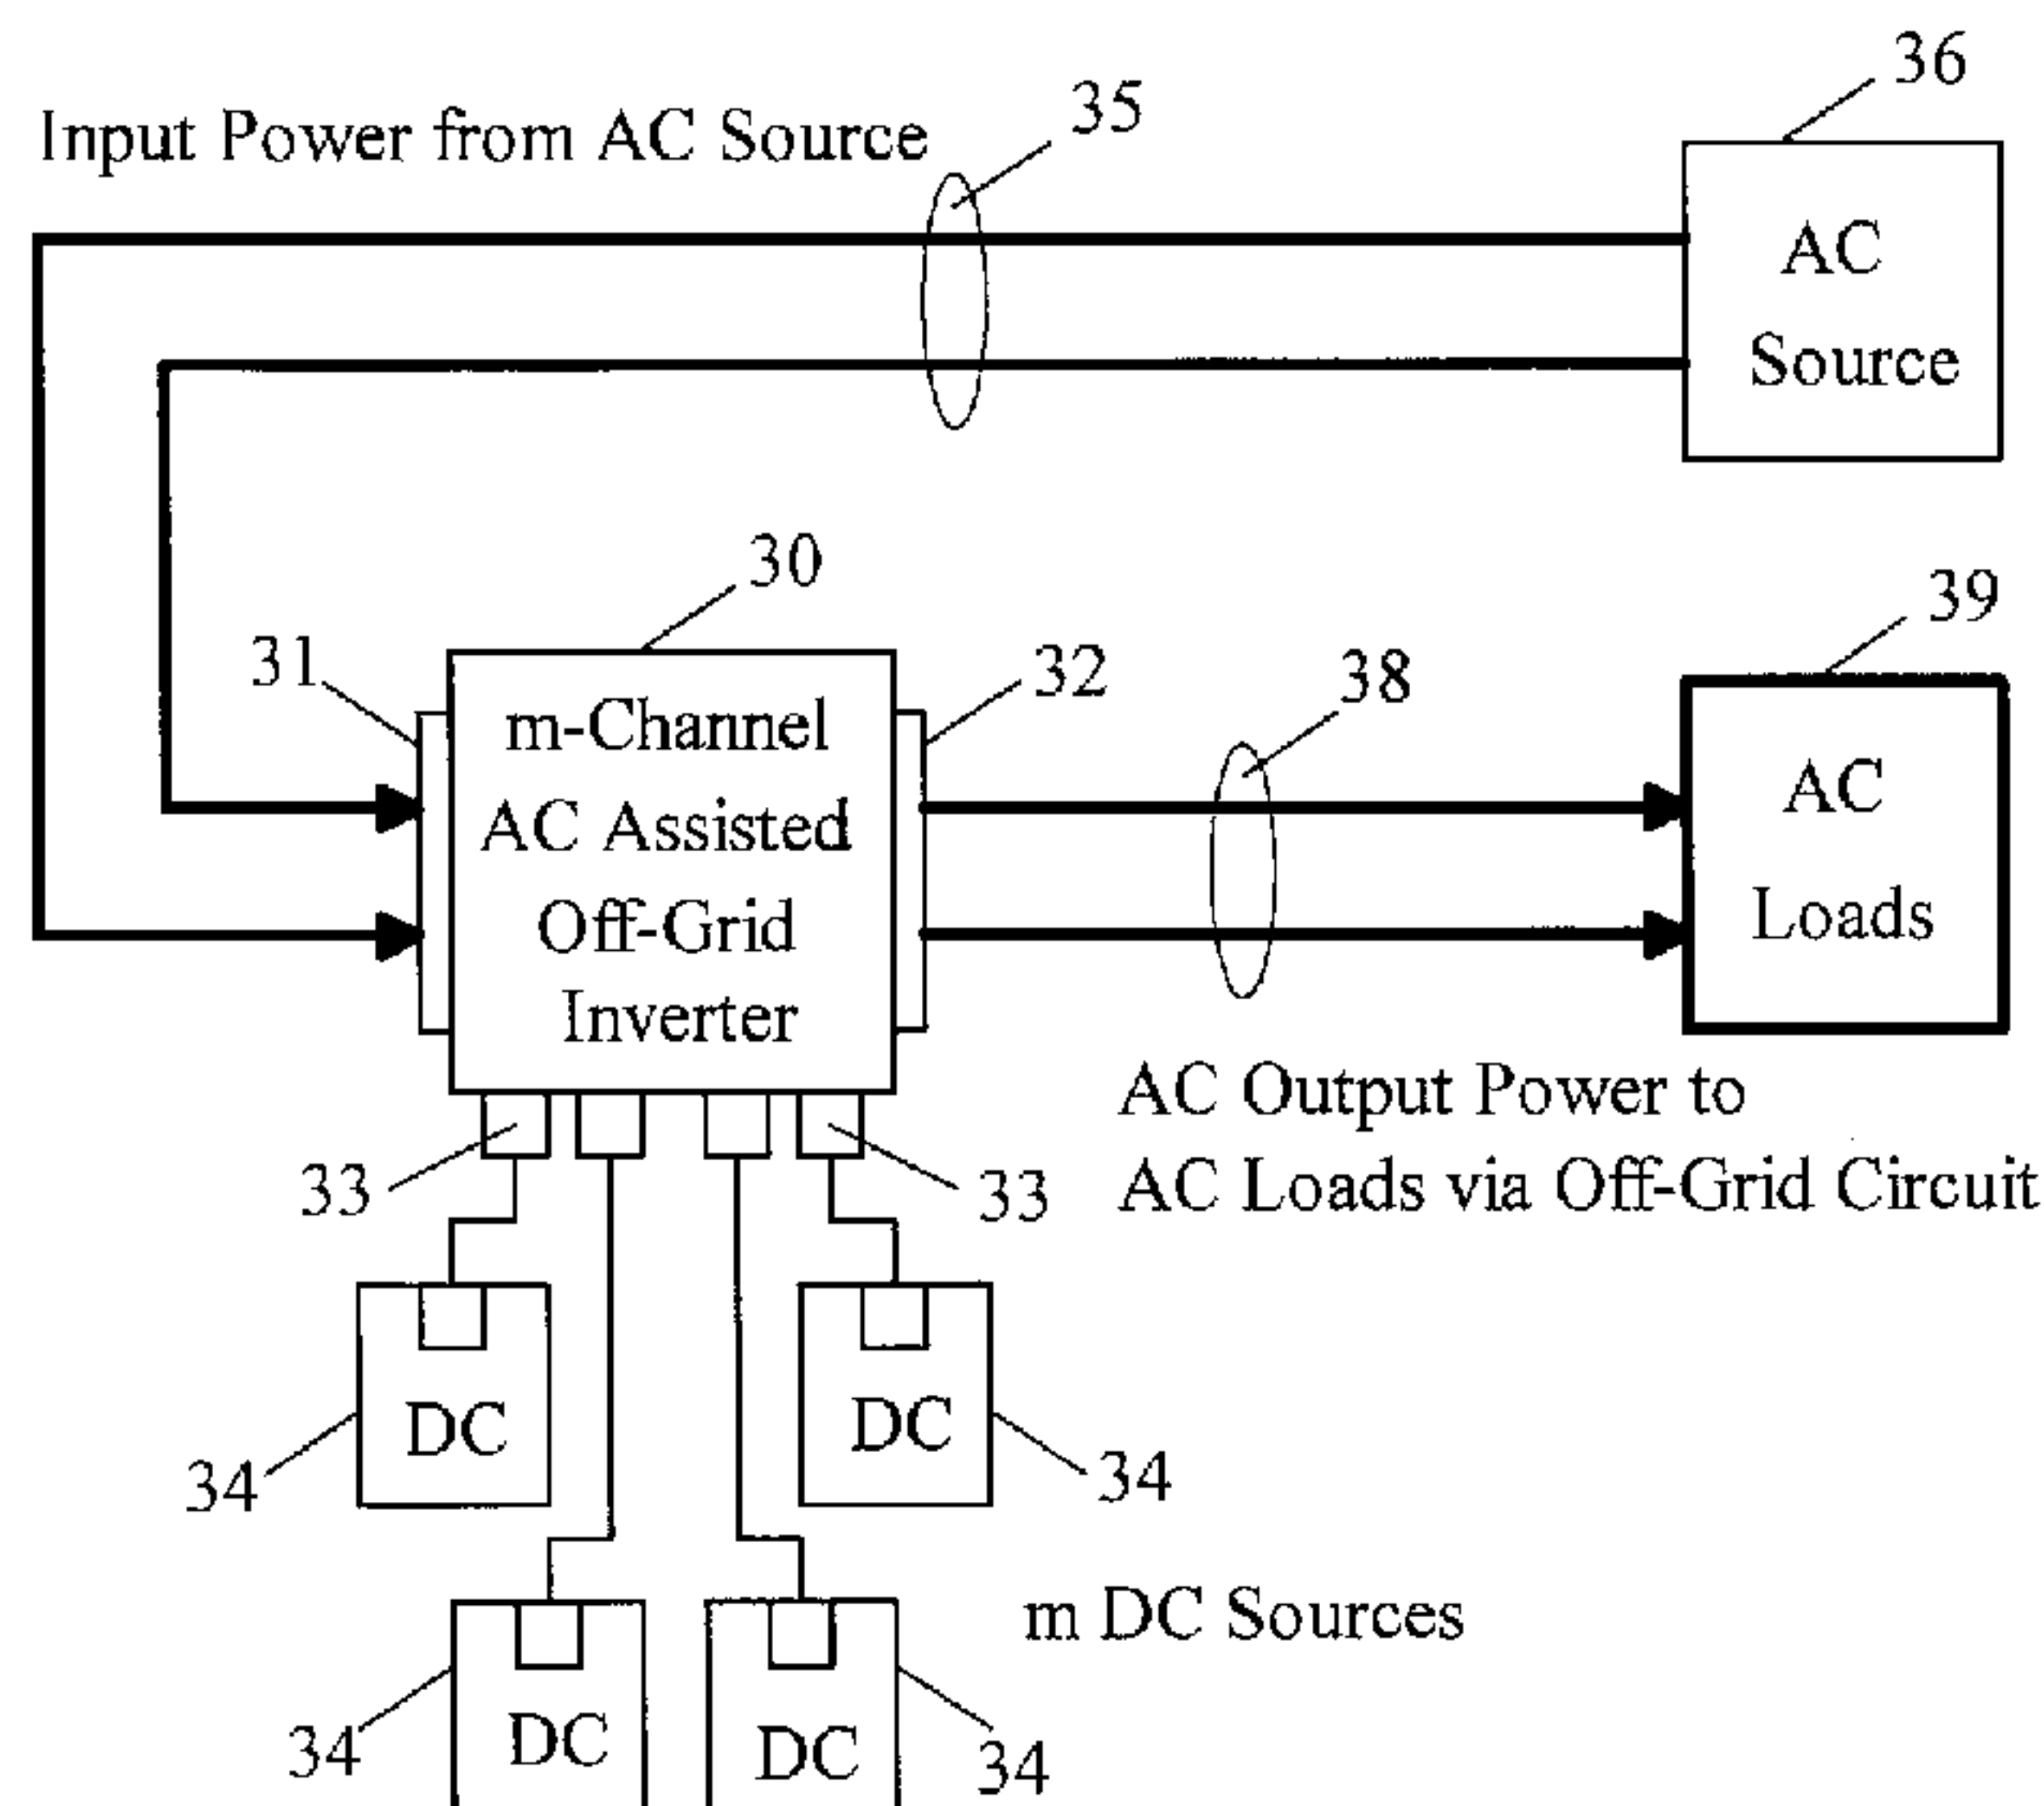 36
35
Input Power from AC Source
AC
Source
30
39
31
32
38
m-Channel
AC Assisted
Off-Grid
Inverter
AC
Loads
33
33
AC Output Power to
AC Loads via Off-Grid Circuit
DC
DC
34
34
m DC Sources
DC
DC
34
34